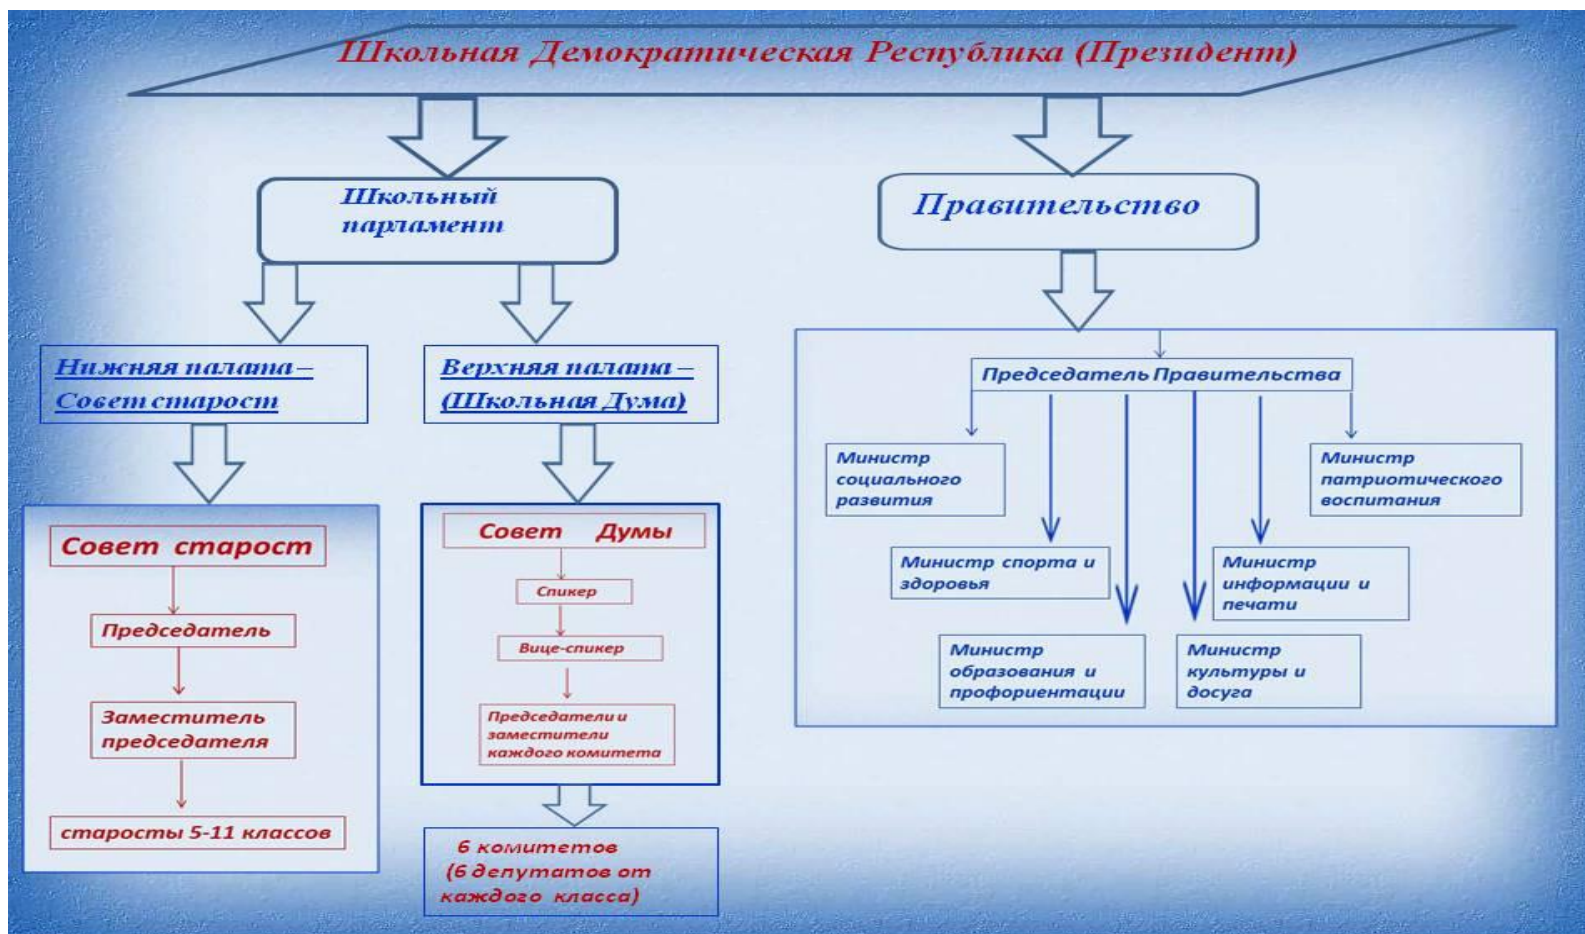 Школьная Демократическая Республика (Президент)
Школьный
парламент
Правительство
Нижняя палата –
Совет старост
Верхняя палата –
(Школьная Дума)
Совет старост
Председатель
Заместитель
председателя
старосты 5-11 классов
Совет Думы
Спикер
Вице-спикер
Председатели и
заместители
каждого комитета
6 комитетов
(6 депутатов от
каждого класса)
Председатель Правительства
Министр
социального
развития
Министр
патриотического
воспитания
Министр спорта и
здоровья
Министр
информации и
печати
Министр
образования и
профориентации
Министр
культуры и
досуга